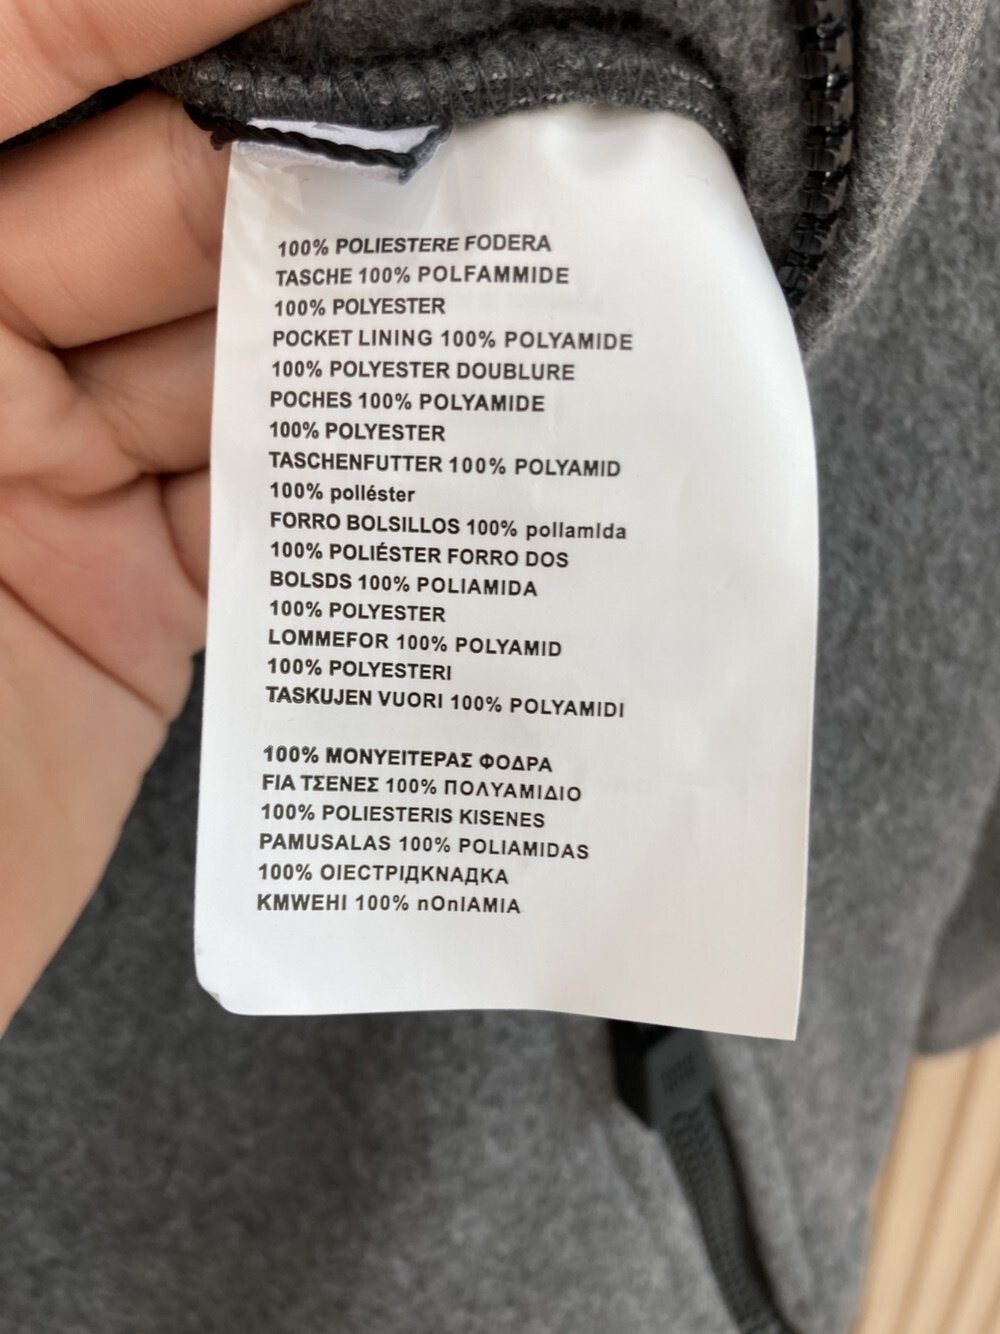 100% POLIESTERE FODERA
TASCHE 100% POLFAMMIDE
100% POLYESTER
POCKET LINING 100% POLYAMIDE
100% POLYESTER DOUBLURE
POCHES 100% POLYAMIDE
100% POLYESTER
TASCHENFUTTER 100% POLYAMID
100% polléster
FORRO BOLSILLOS 100% pollamlda
100% POLIÉSTER FORRO DOS
BOLSDS 100% POLIAMIDA
100% POLYESTER
LOMMEFOR 100% POLYAMID
100% POLYESTERI
TASKUJEN VUORI 100% POLYAMIDI
100% ΜΟΝΥΕΙΤΕΡΑΣ ΦΟΔΡΑ
FIA ΤΣΕΝΕΣ 100% ΠΟΛΥΑΜΙΔΙΟ
100% POLIESTERIS KISENES
PAMUSALAS 100% POLIAMIDAS
100% ОІЕСТРІДКNАДКА
KMWEHI 100% nOnlAMIA